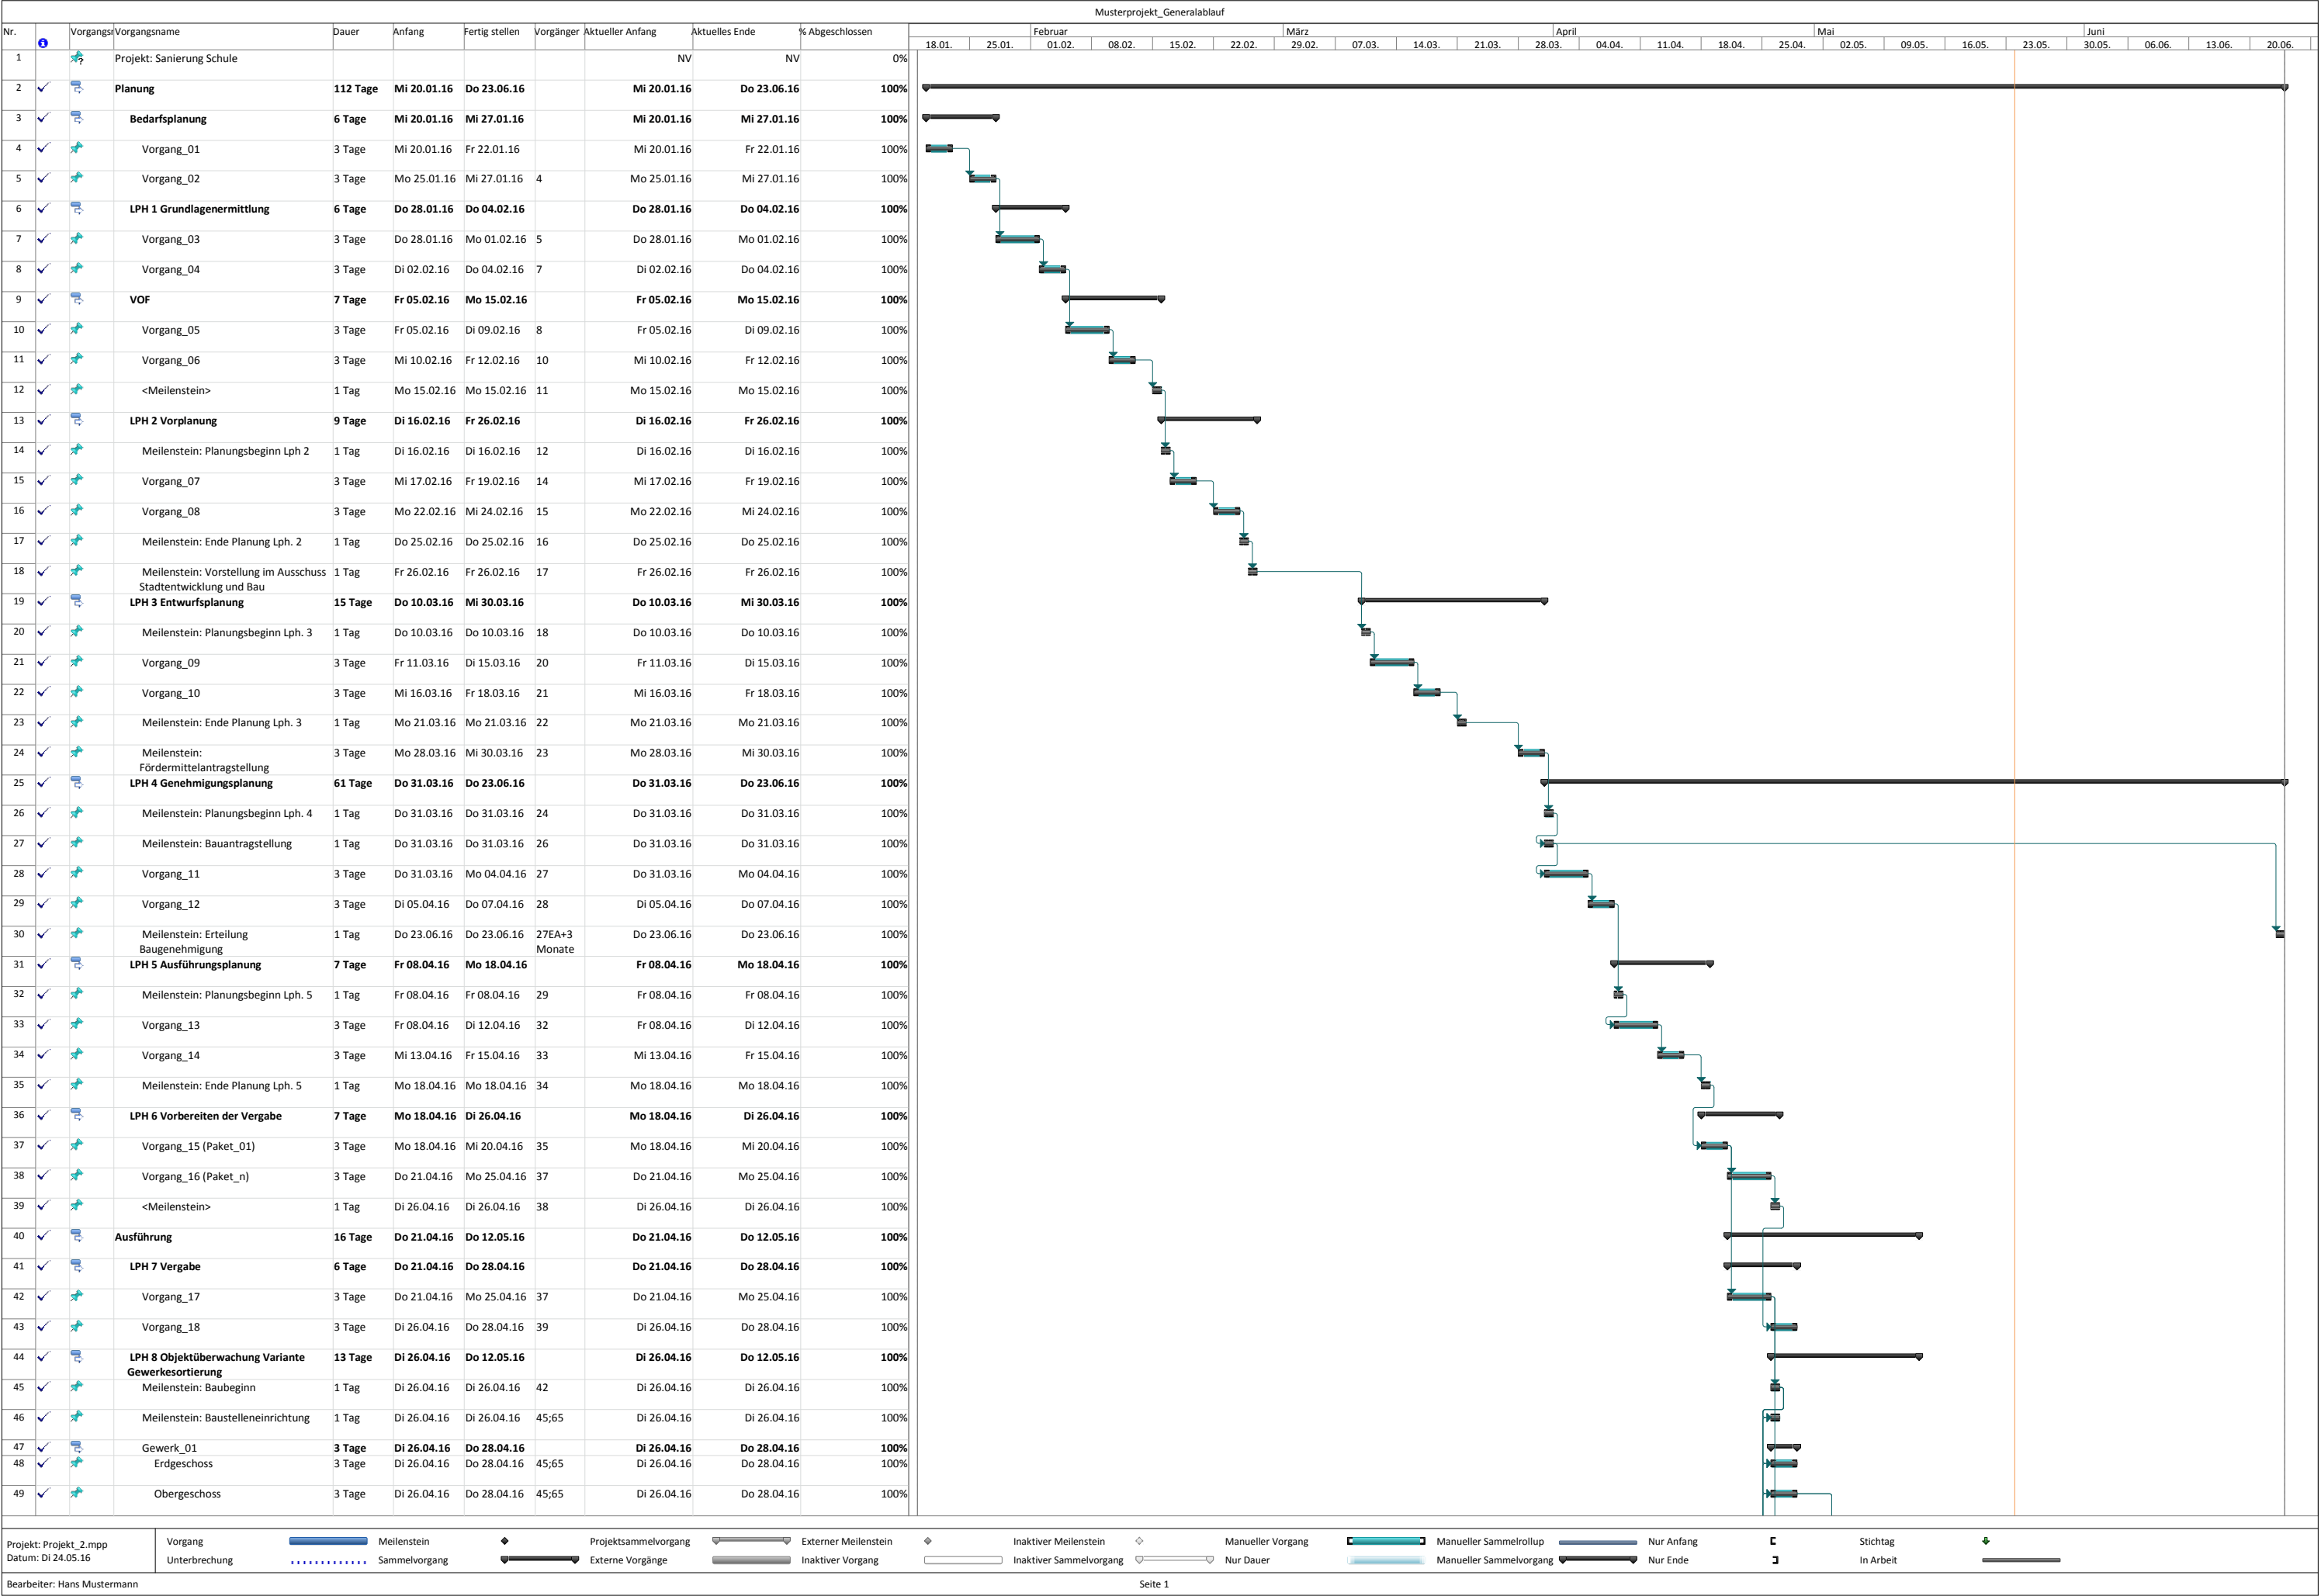 Musterprojekt_Generalablauf
Nr. Vorgangsr Vorgangsname Dauer Anfang Fertig stellen Vorgänger Aktueller Anfang Aktuelles Ende % Abgeschlossen
Februar März April Mai Juni
18.01. 25.01. 01.02. 08.02. 15.02. 22.02. 29.02. 07.03. 14.03. 21.03. 28.03. 04.04. 11.04. 18.04. 25.04. 02.05. 09.05. 16.05. 23.05. 30.05. 06.06. 13.06. 20.06.
1 Projekt: Sanierung Schule NV NV 0%
2 Planung 112 Tage Mi 20.01.16 Do 23.06.16 Mi 20.01.16 Do 23.06.16 100%
3 Bedarfsplanung 6 Tage Mi 20.01.16 Mi 27.01.16 Mi 20.01.16 Mi 27.01.16 100%
4 Vorgang_01 3 Tage Mi 20.01.16 Fr 22.01.16 Mi 20.01.16 Fr 22.01.16 100%
5 Vorgang_02 3 Tage Mo 25.01.16 Mi 27.01.16 4 Mo 25.01.16 Mi 27.01.16 100%
6 LPH 1 Grundlagenermittlung 6 Tage Do 28.01.16 Do 04.02.16 Do 28.01.16 Do 04.02.16 100%
7 Vorgang_03 3 Tage Do 28.01.16 Mo 01.02.16 5 Do 28.01.16 Mo 01.02.16 100%
8 Vorgang_04 3 Tage Di 02.02.16 Do 04.02.16 7 Di 02.02.16 Do 04.02.16 100%
9 VOF 7 Tage Fr 05.02.16 Mo 15.02.16 Fr 05.02.16 Mo 15.02.16 100%
10 Vorgang_05 3 Tage Fr 05.02.16 Di 09.02.16 8 Fr 05.02.16 Di 09.02.16 100%
11 Vorgang_06 3 Tage Mi 10.02.16 Fr 12.02.16 10 Mi 10.02.16 Fr 12.02.16 100%
12 <Meilenstein> 1 Tag Mo 15.02.16 Mo 15.02.16 11 Mo 15.02.16 Mo 15.02.16 100%
13 LPH 2 Vorplanung 9 Tage Di 16.02.16 Fr 26.02.16 Di 16.02.16 Fr 26.02.16 100%
14 Meilenstein: Planungsbeginn Lph 2 1 Tag Di 16.02.16 Di 16.02.16 12 Di 16.02.16 Di 16.02.16 100%
15 Vorgang_07 3 Tage Mi 17.02.16 Fr 19.02.16 14 Mi 17.02.16 Fr 19.02.16 100%
16 Vorgang_08 3 Tage Mo 22.02.16 Mi 24.02.16 15 Mo 22.02.16 Mi 24.02.16 100%
17 Meilenstein: Ende Planung Lph. 2 1 Tag Do 25.02.16 Do 25.02.16 16 Do 25.02.16 Do 25.02.16 100%
18 Meilenstein: Vorstellung im Ausschuss 1 Tag Fr 26.02.16 Fr 26.02.16 17 Fr 26.02.16 Fr 26.02.16 100%
Stadtentwicklung und Bau
19 LPH 3 Entwurfsplanung 15 Tage Do 10.03.16 Mi 30.03.16 Do 10.03.16 Mi 30.03.16 100%
20 Meilenstein: Planungsbeginn Lph. 3 1 Tag Do 10.03.16 Do 10.03.16 18 Do 10.03.16 Do 10.03.16 100%
21 Vorgang_09 3 Tage Fr 11.03.16 Di 15.03.16 20 Fr 11.03.16 Di 15.03.16 100%
22 Vorgang_10 3 Tage Mi 16.03.16 Fr 18.03.16 21 Mi 16.03.16 Fr 18.03.16 100%
23 Meilenstein: Ende Planung Lph. 3 1 Tag Mo 21.03.16 Mo 21.03.16 22 Mo 21.03.16 Mo 21.03.16 100%
24 Meilenstein: 3 Tage Mo 28.03.16 Mi 30.03.16 23 Mo 28.03.16 Mi 30.03.16 100%
Fördermittelantragstellung
25 LPH 4 Genehmigungsplanung 61 Tage Do 31.03.16 Do 23.06.16 Do 31.03.16 Do 23.06.16 100%
26 Meilenstein: Planungsbeginn Lph. 4 1 Tag Do 31.03.16 Do 31.03.16 24 Do 31.03.16 Do 31.03.16 100%
27 Meilenstein: Bauantragstellung 1 Tag Do 31.03.16 Do 31.03.16 26 Do 31.03.16 Do 31.03.16 100%
28 Vorgang_11 3 Tage Do 31.03.16 Mo 04.04.16 27 Do 31.03.16 Mo 04.04.16 100%
29 Vorgang_12 3 Tage Di 05.04.16 Do 07.04.16 28 Di 05.04.16 Do 07.04.16 100%
30 Meilenstein: Erteilung 1 Tag Do 23.06.16 Do 23.06.16 27EA+3 Do 23.06.16 Do 23.06.16 100%
Baugenehmigung Monate
31 LPH 5 Ausführungsplanung 7 Tage Fr 08.04.16 Mo 18.04.16 Fr 08.04.16 Mo 18.04.16 100%
32 Meilenstein: Planungsbeginn Lph. 5 1 Tag Fr 08.04.16 Fr 08.04.16 29 Fr 08.04.16 Fr 08.04.16 100%
33 Vorgang_13 3 Tage Fr 08.04.16 Di 12.04.16 32 Fr 08.04.16 Di 12.04.16 100%
34 Vorgang_14 3 Tage Mi 13.04.16 Fr 15.04.16 33 Mi 13.04.16 Fr 15.04.16 100%
35 Meilenstein: Ende Planung Lph. 5 1 Tag Mo 18.04.16 Mo 18.04.16 34 Mo 18.04.16 Mo 18.04.16 100%
36 LPH 6 Vorbereiten der Vergabe 7 Tage Mo 18.04.16 Di 26.04.16 Mo 18.04.16 Di 26.04.16 100%
37 Vorgang_15 (Paket_01) 3 Tage Mo 18.04.16 Mi 20.04.16 35 Mo 18.04.16 Mi 20.04.16 100%
38 Vorgang_16 (Paket_n) 3 Tage Do 21.04.16 Mo 25.04.16 37 Do 21.04.16 Mo 25.04.16 100%
39 <Meilenstein> 1 Tag Di 26.04.16 Di 26.04.16 38 Di 26.04.16 Di 26.04.16 100%
40 Ausführung 16 Tage Do 21.04.16 Do 12.05.16 Do 21.04.16 Do 12.05.16 100%
41 LPH 7 Vergabe 6 Tage Do 21.04.16 Do 28.04.16 Do 21.04.16 Do 28.04.16 100%
42 Vorgang_17 3 Tage Do 21.04.16 Mo 25.04.16 37 Do 21.04.16 Mo 25.04.16 100%
43 Vorgang_18 3 Tage Di 26.04.16 Do 28.04.16 39 Di 26.04.16 Do 28.04.16 100%
44 LPH 8 Objektüberwachung Variante 13 Tage Di 26.04.16 Do 12.05.16 Di 26.04.16 Do 12.05.16 100%
Gewerkesortierung
45 Meilenstein: Baubeginn 1 Tag Di 26.04.16 Di 26.04.16 42 Di 26.04.16 Di 26.04.16 100%
46 Meilenstein: Baustelleneinrichtung 1 Tag Di 26.04.16 Di 26.04.16 45;65 Di 26.04.16 Di 26.04.16 100%
47 Gewerk_01 3 Tage Di 26.04.16 Do 28.04.16 Di 26.04.16 Do 28.04.16 100%
48 Erdgeschoss 3 Tage Di 26.04.16 Do 28.04.16 45;65 Di 26.04.16 Do 28.04.16 100%
49 Obergeschoss 3 Tage Di 26.04.16 Do 28.04.16 45;65 Di 26.04.16 Do 28.04.16 100%
Projekt: Projekt_2.mpp
Datum: Di 24.05.16
Vorgang Meilenstein Projektsammelvorgang Externer Meilenstein Inaktiver Meilenstein Manueller Vorgang Manueller Sammelrollup Nur Anfang Stichtag
Unterbrechung Sammelvorgang Externe Vorgänge Inaktiver Vorgang Inaktiver Sammelvorgang Nur Dauer Manueller Sammelvorgang Nur Ende In Arbeit
Bearbeiter: Hans Mustermann Seite 1